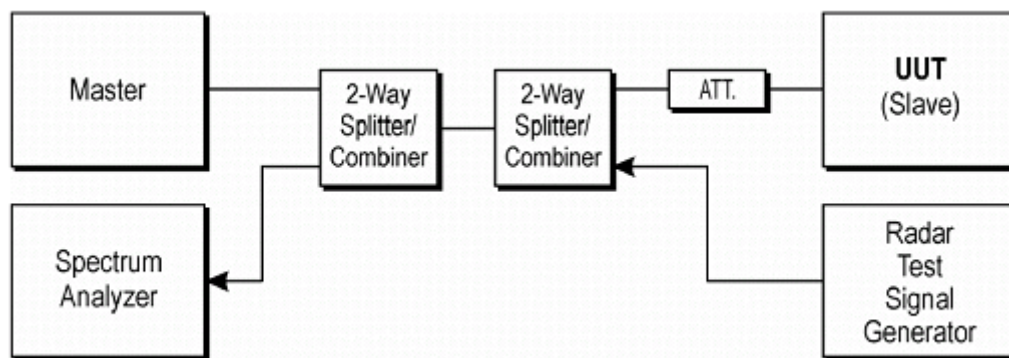 Master
2-Way
Splitter/
Combiner
2-Way
Splitter/
Combiner
ATT.
UUT
(Slave)
Spectrum
Analyzer
Radar
Test
Signal
Generator